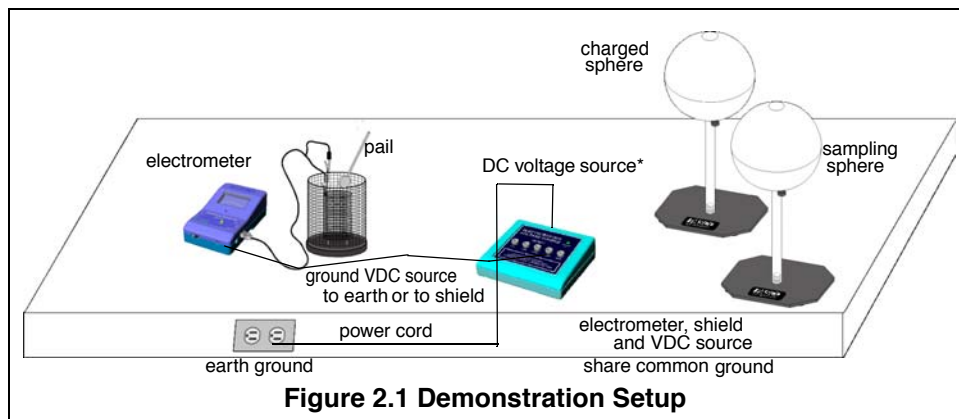 charged
sphere
electrometer
pail
DC voltage source*
sampling
sphere
ground VDC source
to earth or to shield
power cord
electrometer, shield
and VDC source
share common ground
earth ground
Figure 2.1 Demonstration Setup